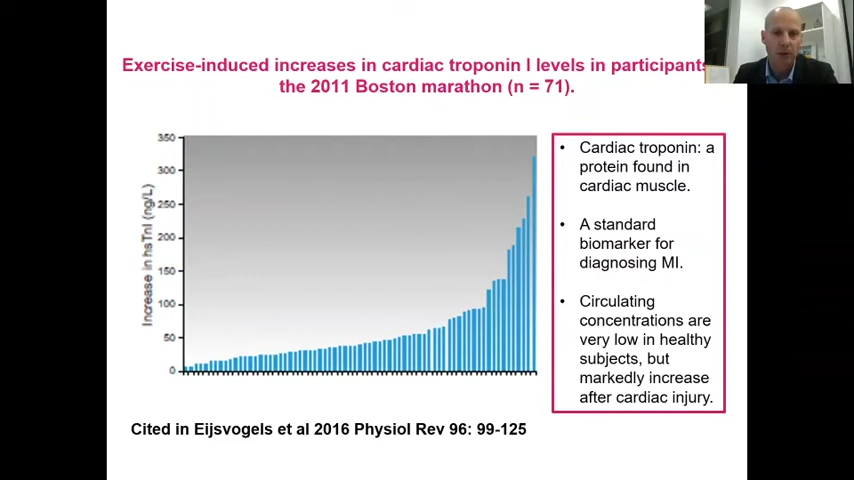 Exercise-induced increases in cardiac troponin I levels in participants
the 2011 Boston marathon (n = 71).
350
300
250
200
150
100
50
0
Increase in hsTnI (ng/L)
• Cardiac troponin: a
protein found in
cardiac muscle.
• A standard
biomarker for
diagnosing MI.
• Circulating
concentrations are
very low in healthy
subjects, but
markedly increase
after cardiac injury.
Cited in Eijsvogels et al 2016 Physiol Rev 96: 99-125